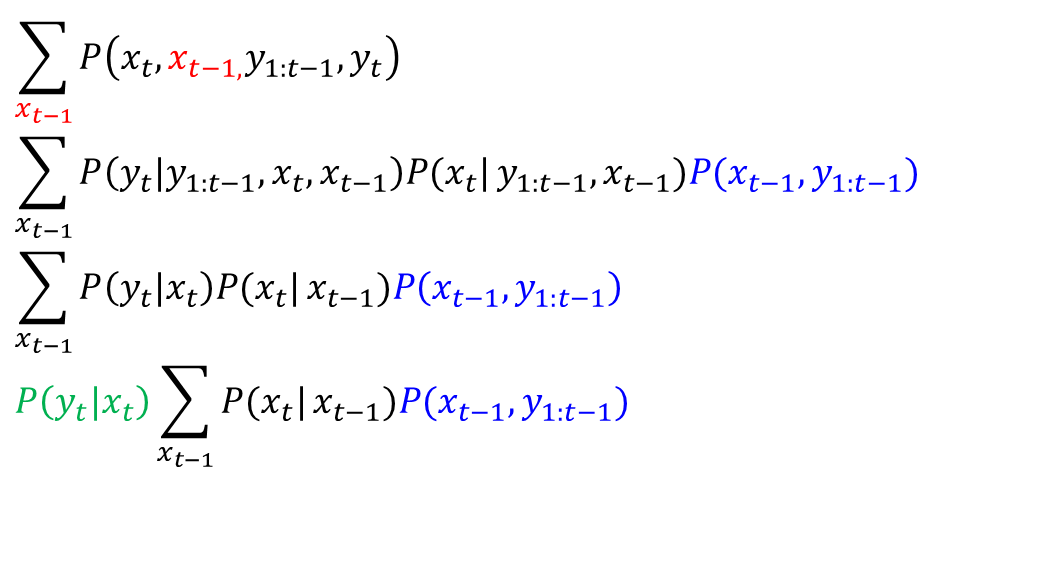 ∑_{x_{t−1}} P(x_t, x_{t−1}, y_{1:t−1}, y_t)
∑_{x_{t−1}} P(y_t|y_{1:t−1}, x_t, x_{t−1})P(x_t| y_{1:t−1}, x_{t−1})P(x_{t−1}, y_{1:t−1})
∑_{x_{t−1}} P(y_t|x_t)P(x_t| x_{t−1})P(x_{t−1}, y_{1:t−1})
P(y_t|x_t) ∑_{x_{t−1}} P(x_t| x_{t−1})P(x_{t−1}, y_{1:t−1})